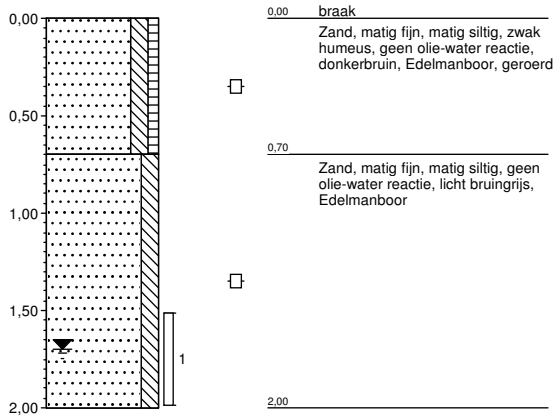 0,00
0,50
1,00
1,50
2,00
1
0,00 braak
Zand, matig fijn, matig siltig, zwak
humeus, geen olie-water reactie,
donkerbruin, Edelmanboor, geroerd
0,70
Zand, matig fijn, matig siltig, geen
olie-water reactie, licht bruingrijs,
Edelmanboor
2,00